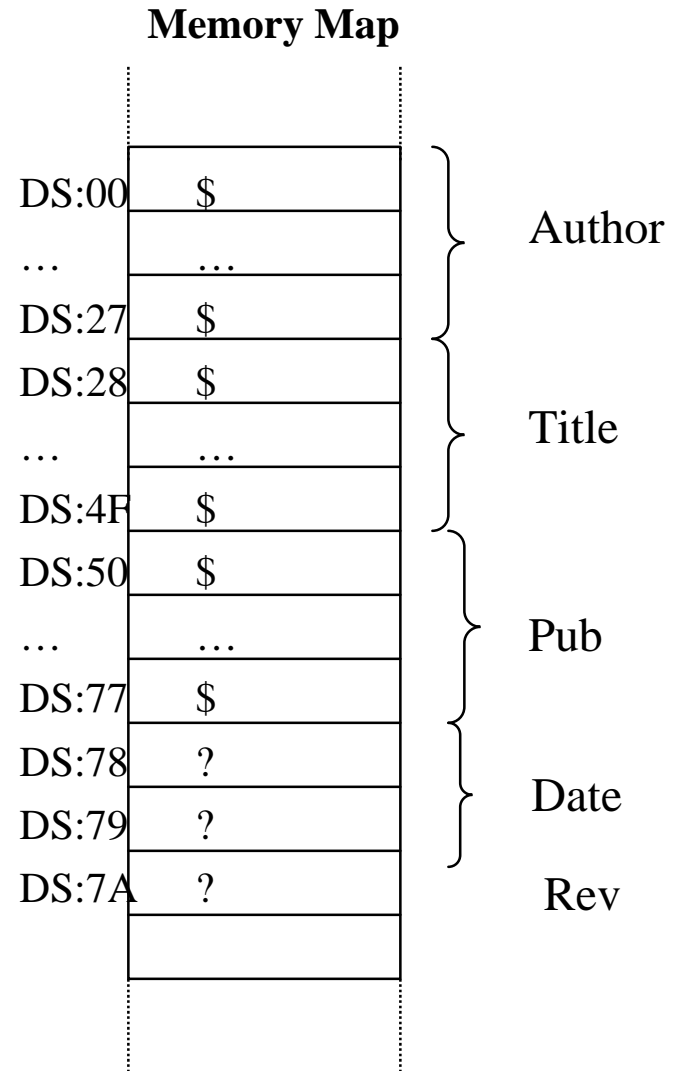 Memory Map
DS:00 $
Author
… …
DS:27 $
DS:28 $
Title
… …
DS:4F $
DS:50 $
Pub
… …
DS:77 $
DS:78 ?
Date
DS:79 ?
DS:7A ?
Rev